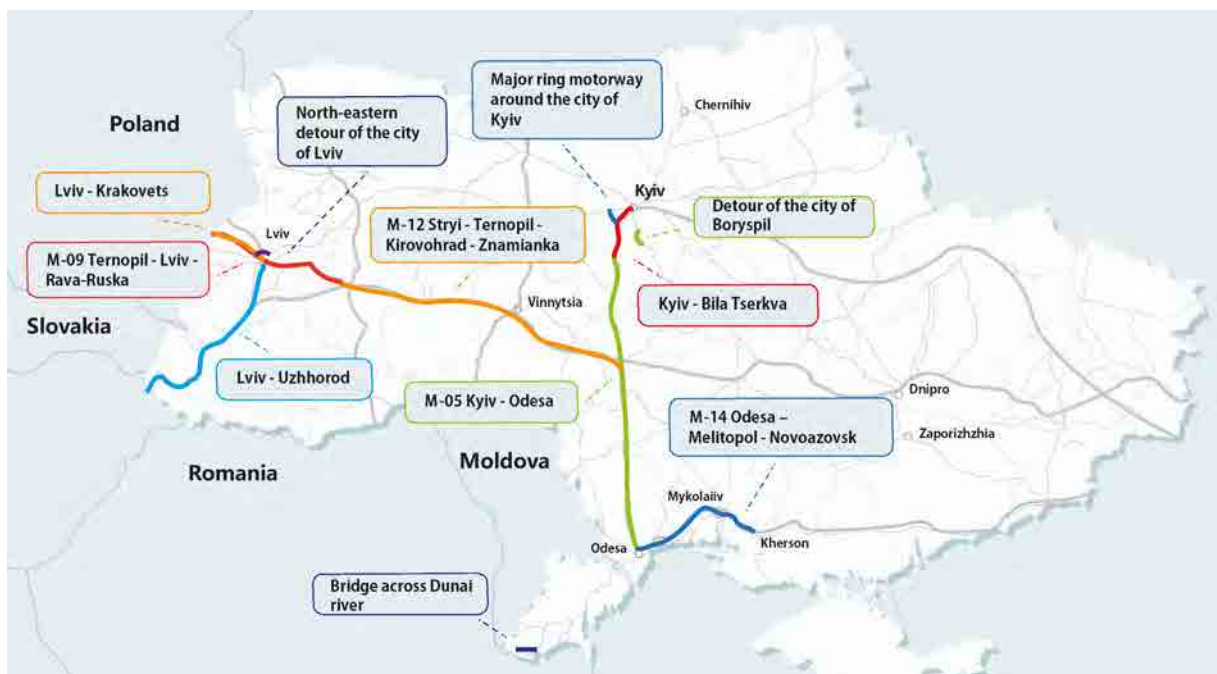 Major ring motorway
around the city of
Kyiv
Chernihiv
North-eastern
detour of the city
of Lviv
Poland
Lviv - Krakovets
M-12 Stryi - Ternopil -
Kirovohrad - Znamianka
Kyiv
Detour of the city of
Boryspil
Lviv
M-09 Ternopil - Lviv -
Rava-Ruska
Vinnytsia
Kyiv - Bila Tserkva
Slovakia
Lviv - Uzhhorod
M-05 Kyiv - Odesa
Dnipro
M-14 Odesa –
Melitopol - Novoazovsk
Zaporizhzhia
Romania
Moldova
Mykolaiiv
Odesa
Kherson
Bridge across Dunai
river